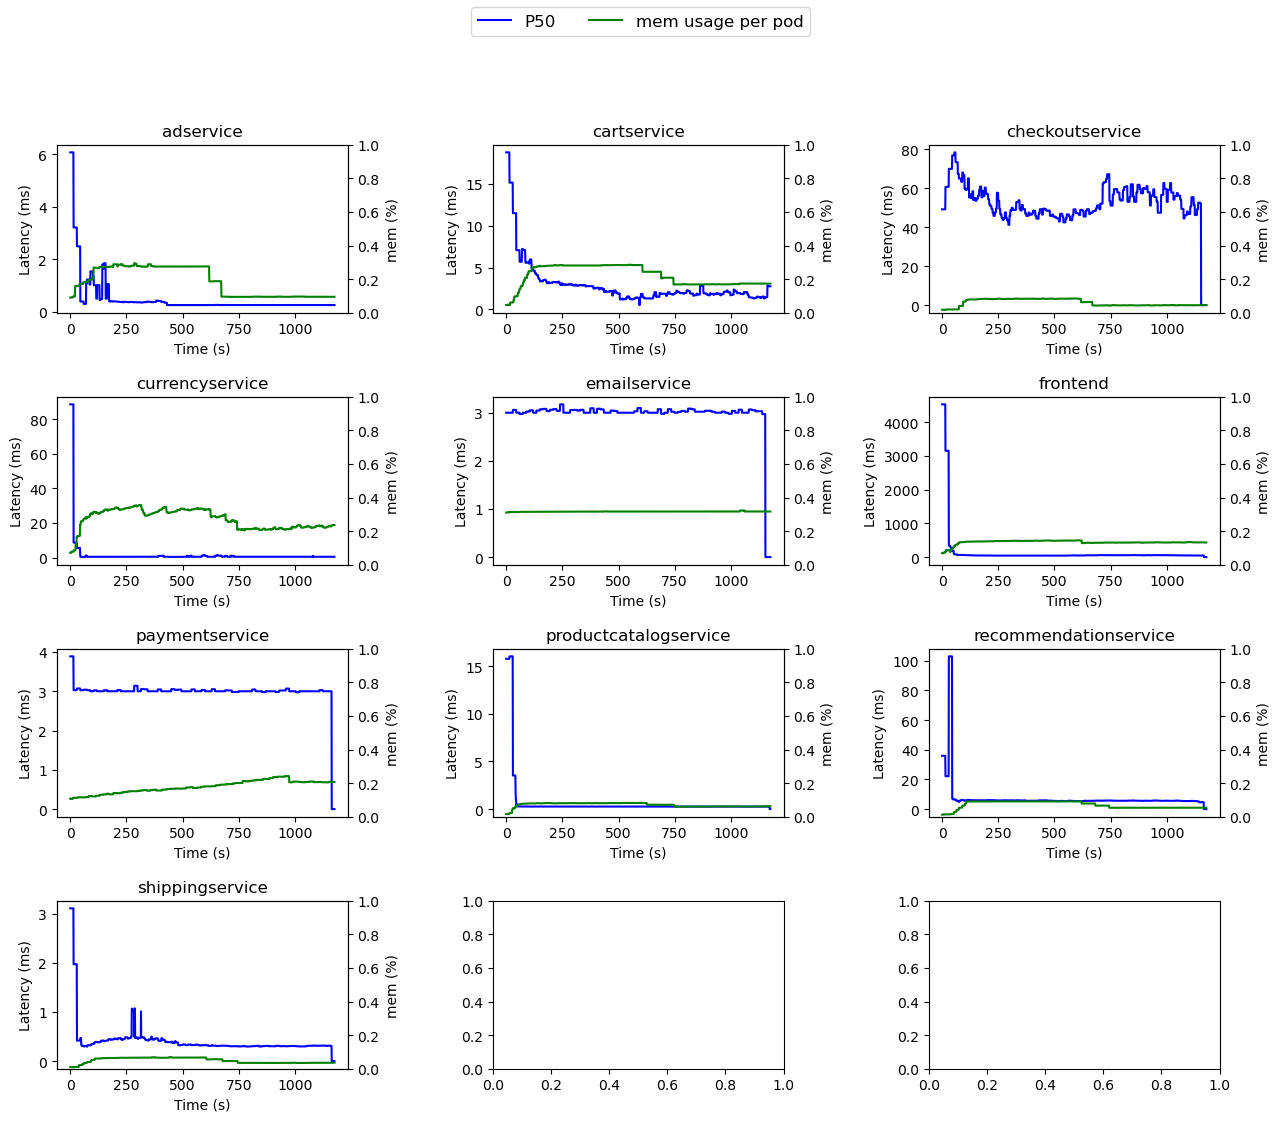 P50 mem usage per pod
adservice
Latency (ms)
6
4
2
0
1.0
0.8
0.6
0.4
0.2
0.0
mem (%)
0 250 500 750 1000
Time (s)
cartservice
Latency (ms)
15
10
5
0
1.0
0.8
0.6
0.4
0.2
0.0
mem (%)
0 250 500 750 1000
Time (s)
checkoutservice
Latency (ms)
80
60
40
20
0
1.0
0.8
0.6
0.4
0.2
0.0
mem (%)
0 250 500 750 1000
Time (s)
currencyservice
Latency (ms)
80
60
40
20
0
1.0
0.8
0.6
0.4
0.2
0.0
mem (%)
0 250 500 750 1000
Time (s)
emailservice
Latency (ms)
3
2
1
0
1.0
0.8
0.6
0.4
0.2
0.0
mem (%)
0 250 500 750 1000
Time (s)
frontend
Latency (ms)
4000
3000
2000
1000
0
1.0
0.8
0.6
0.4
0.2
0.0
mem (%)
0 250 500 750 1000
Time (s)
paymentservice
Latency (ms)
4
3
2
1
0
1.0
0.8
0.6
0.4
0.2
0.0
mem (%)
0 250 500 750 1000
Time (s)
productcatalogservice
Latency (ms)
15
10
5
0
1.0
0.8
0.6
0.4
0.2
0.0
mem (%)
0 250 500 750 1000
Time (s)
recommendationservice
Latency (ms)
100
80
60
40
20
0
1.0
0.8
0.6
0.4
0.2
0.0
mem (%)
0 250 500 750 1000
Time (s)
shippingservice
Latency (ms)
3
2
1
0
1.0
0.8
0.6
0.4
0.2
0.0
mem (%)
0 250 500 750 1000
Time (s)
1.0
0.8
0.6
0.4
0.2
0.0
0.0 0.2 0.4 0.6 0.8 1.0
1.0
0.8
0.6
0.4
0.2
0.0
0.0 0.2 0.4 0.6 0.8 1.0